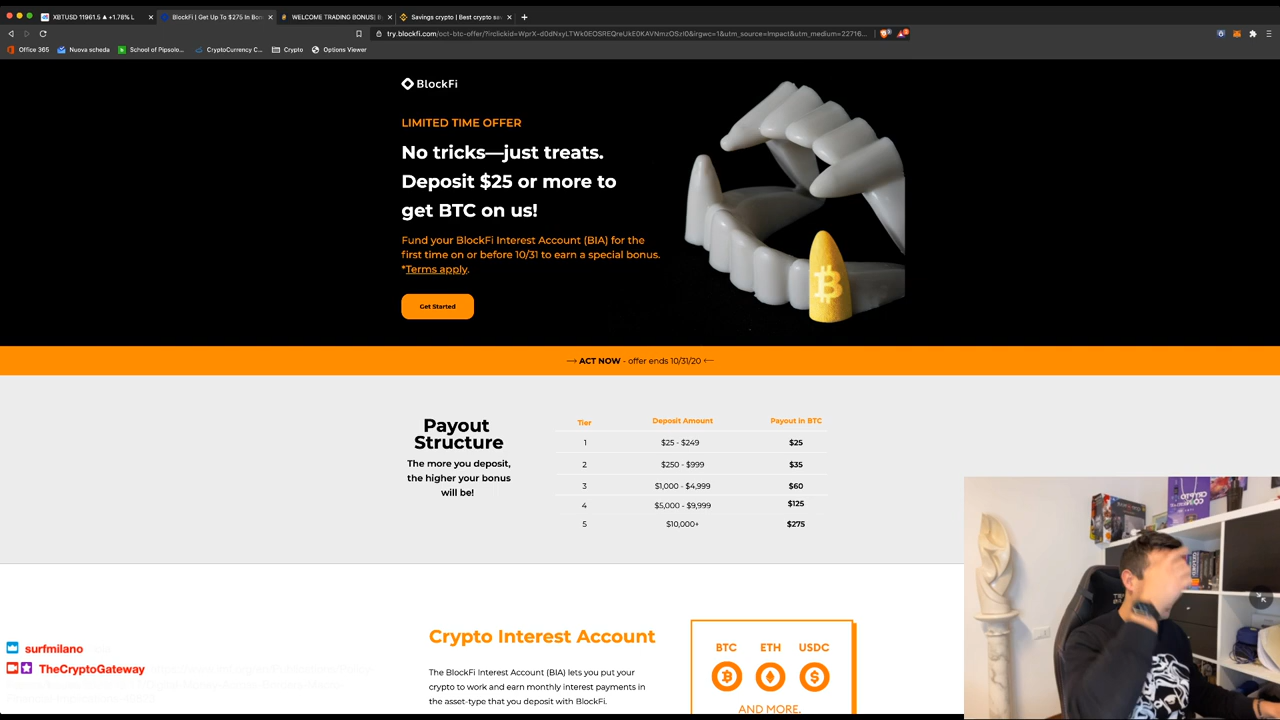 XBTUSD 11961.5 ▲ +1.78% L
BlockFi | Get Up To $275 In Bon
WELCOME TRADING BONUS| B
Savings crypto | Best crypto sav
Office 365
Nuova scheda
School of Pipsolo...
CryptoCurrency C...
Crypto
Options Viewer
BlockFi
LIMITED TIME OFFER
No tricks—just treats.
Deposit $25 or more to
get BTC on us!
Fund your BlockFi Interest Account (BIA) for the
first time on or before 10/31 to earn a special bonus.
*Terms apply.
Get Started
→ ACT NOW - offer ends 10/31/20 ←
Payout
Structure
The more you deposit,
the higher your bonus
will be!
Tier Deposit Amount Payout in BTC
1 $25 - $249 $25
2 $250 - $999 $35
3 $1,000 - $4,999 $60
4 $5,000 - $9,999 $125
5 $10,000+ $275
Crypto Interest Account
The BlockFi Interest Account (BIA) lets you put your
crypto to work and earn monthly interest payments in
the asset-type that you deposit with BlockFi.
BTC ETH USDC
AND MORE.
surfmilano
TheCryptoGateway